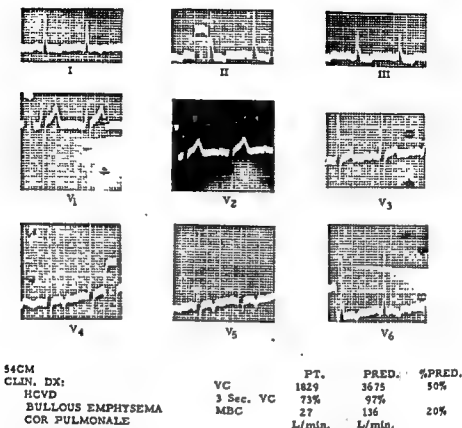 I II III
V1 V2 V3
V4 V5 V6
54CM
CLIN. DX:
HCVD
BULLOUS EMPHYSEMA
COR PULMONALE
PT. PRED. %PRED.
VC 1829 3675 50%
3 Sec. VC 73% 97%
MBC 27 136 20%
L/min. L/min.